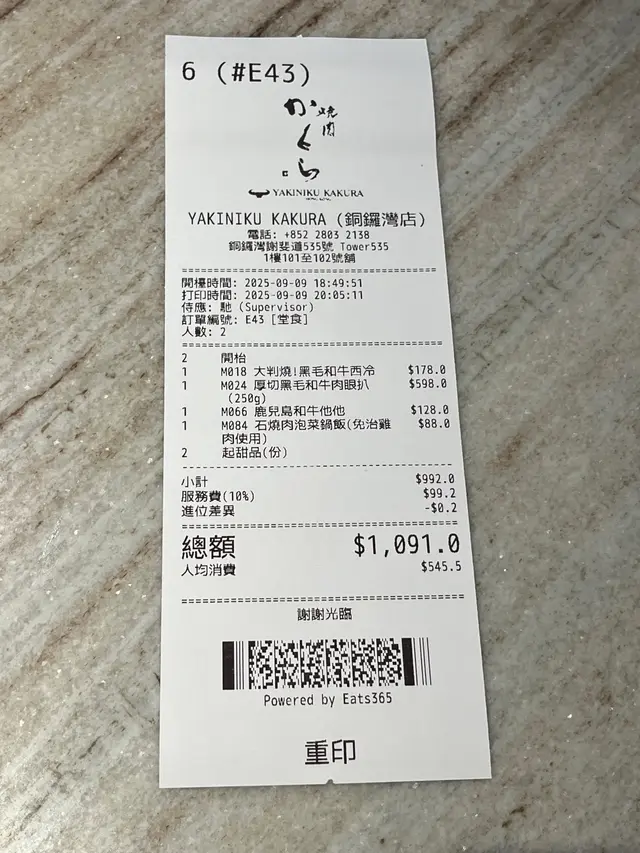 6 (#E43)
焼肉
かくら
YAKINIKU KAKURA
HONG KONG
YAKINIKU KAKURA (銅鑼灣店)
電話: +852 2803 2138
銅鑼灣謝斐道535號 Tower535
1樓101至102號舖
開檯時間: 2025-09-09 18:49:51
打印時間: 2025-09-09 20:05:11
侍應: 馳 (Supervisor)
訂單編號: E43 [堂食]
人數: 2
2 開枱
1 M018 大判燒!黑毛和牛西冷 $178.0
1 M024 厚切黑毛和牛肉眼扒 $598.0
(250g)
1 M066 鹿兒島和牛他他 $128.0
1 M084 石燒肉泡菜鍋飯(免治雞 $88.0
肉使用)
2 起甜品(份)
小計 $992.0
服務費(10%) $99.2
進位差異 -$0.2
總額 $1,091.0
人均消費 $545.5
謝謝光臨
Powered by Eats365
重印